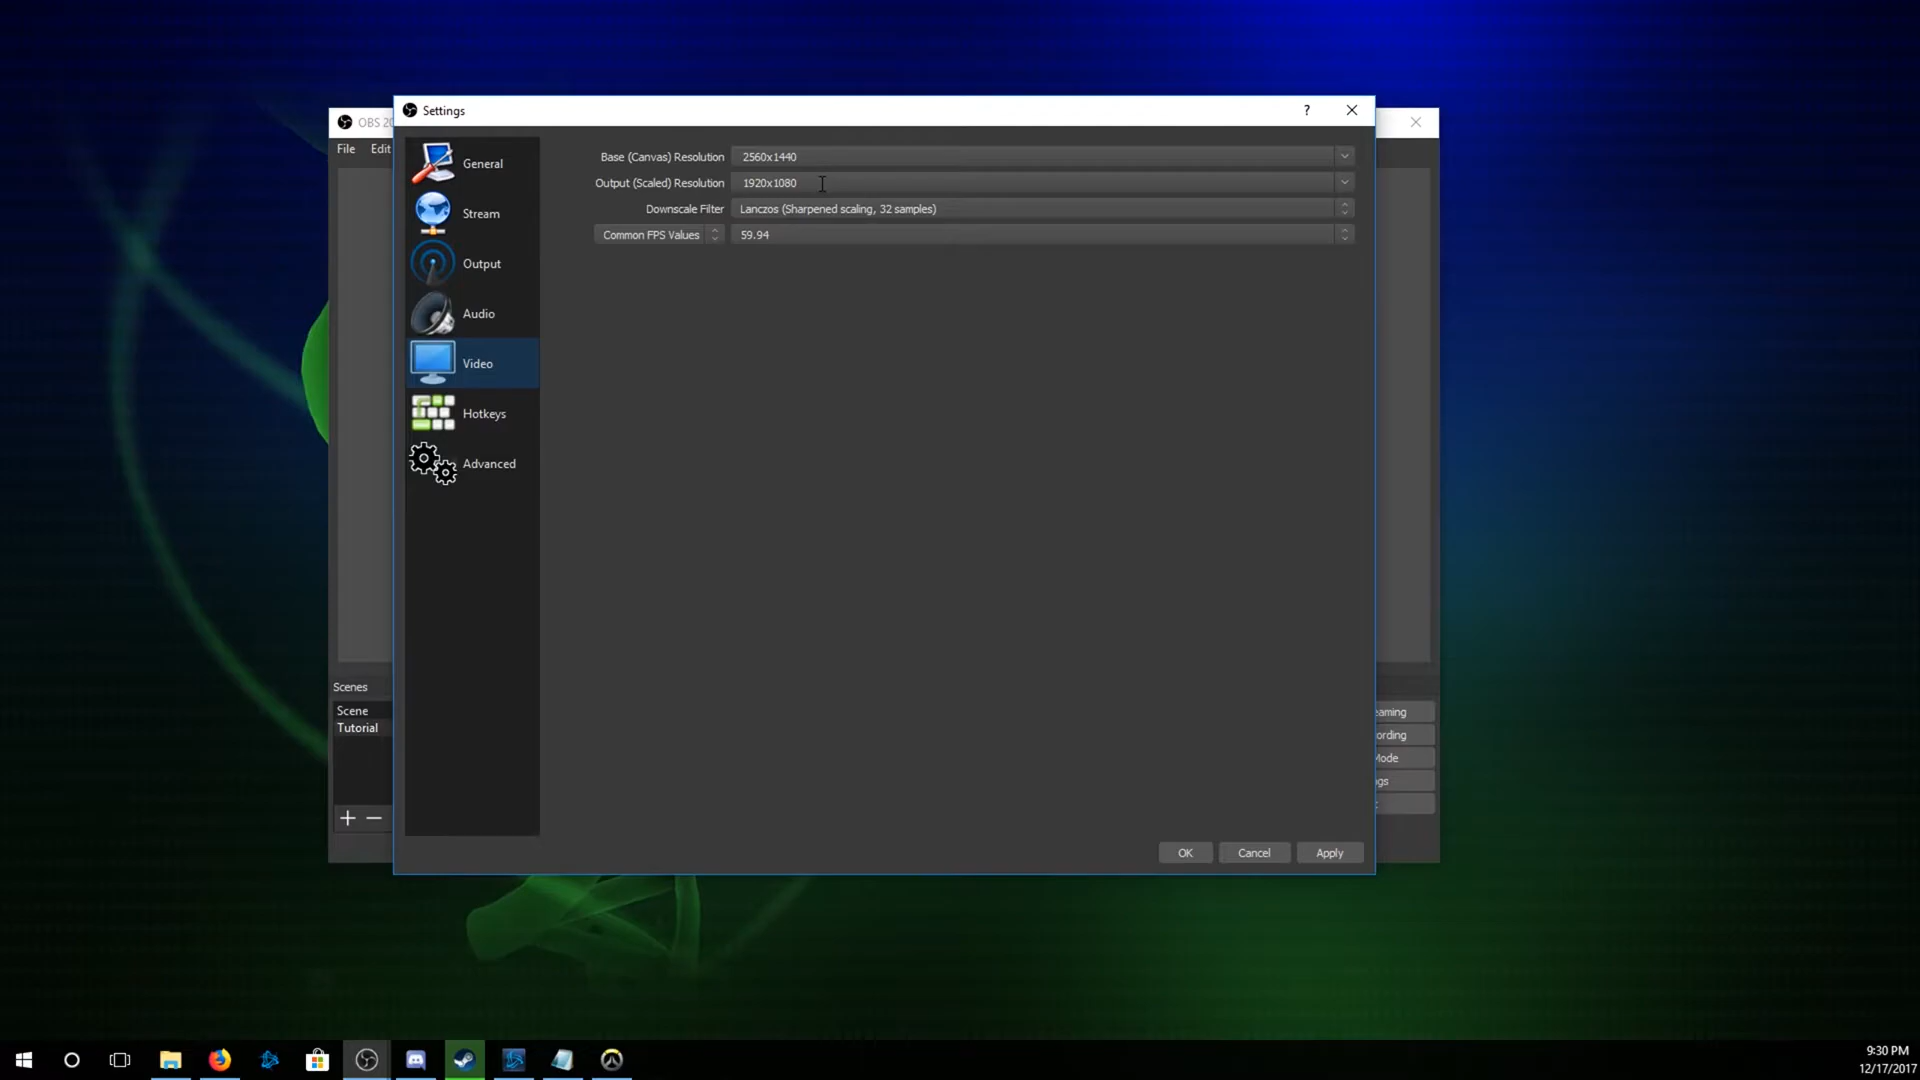 Settings
?
OBS 20
File Edit
General
Stream
Output
Audio
Video
Hotkeys
Advanced
Base (Canvas) Resolution 2560x1440
Output (Scaled) Resolution 1920x1080
Downscale Filter Lanczos (Sharpened scaling, 32 samples)
Common FPS Values 59.94
Scenes
Scene
Tutorial
eaming
ording
Mode
gs
OK Cancel Apply
9:30 PM
12/17/2017